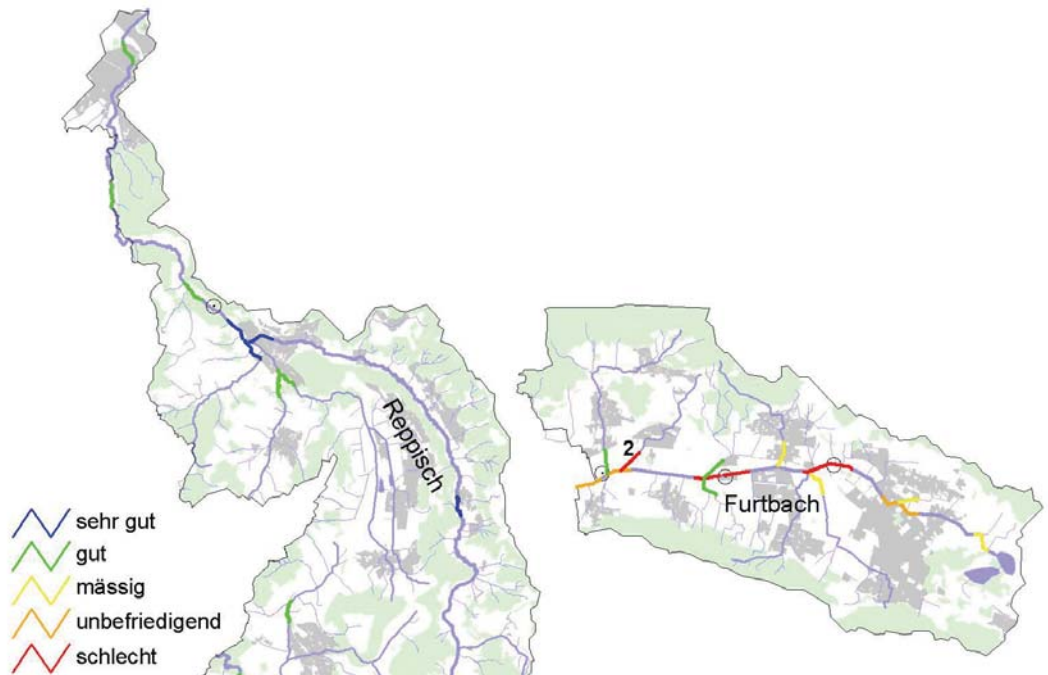 Reppisch
2
Furtbach
sehr gut
gut
mässig
unbefriedigend
schlecht